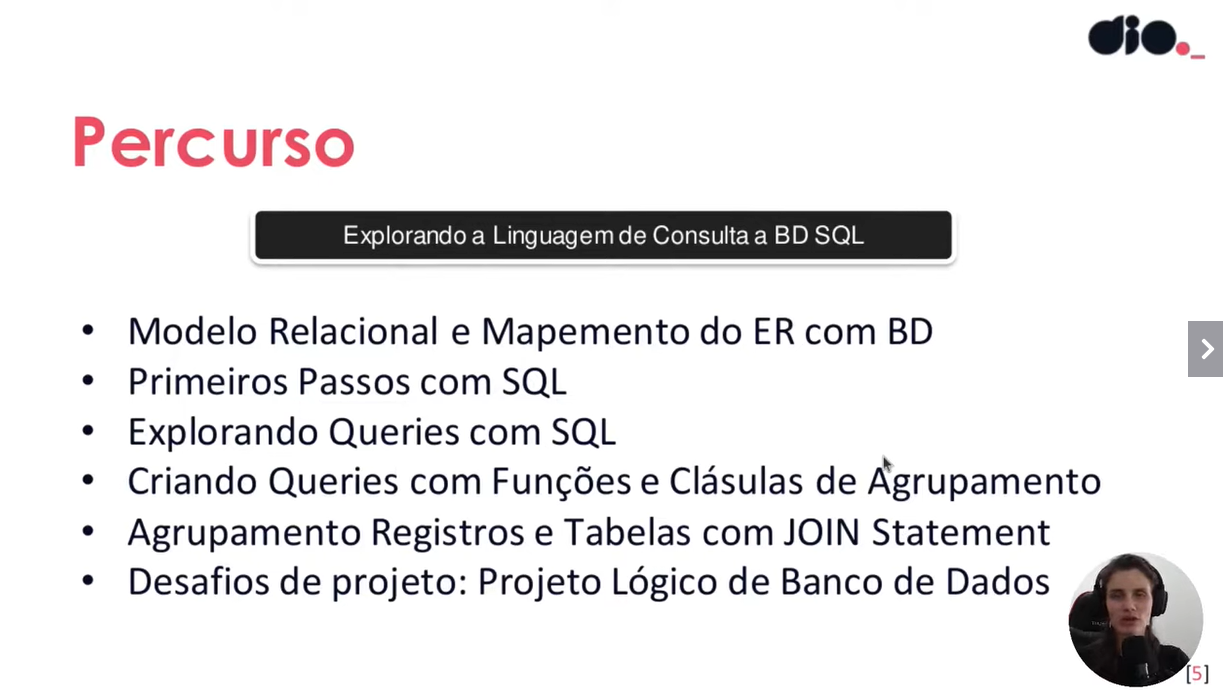 dio._
Percurso
Explorando a Linguagem de Consulta a BD SQL
• Modelo Relacional e Mapemento do ER com BD
• Primeiros Passos com SQL
• Explorando Queries com SQL
• Criando Queries com Funções e Clásulas de Agrupamento
• Agrupamento Registros e Tabelas com JOIN Statement
• Desafios de projeto: Projeto Lógico de Banco de Dados
[5]